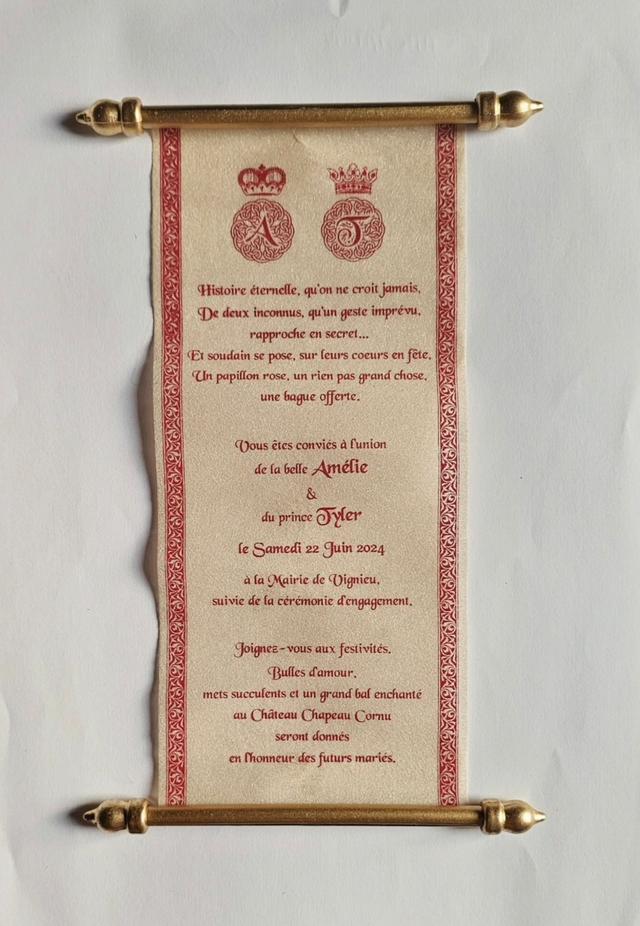 A T
Histoire éternelle, qu'on ne croit jamais,
De deux inconnus, qu'un geste imprévu,
rapproche en secret...
Et soudain se pose, sur leurs coeurs en fête,
Un papillon rose, un rien pas grand chose,
une bague offerte.
Vous êtes conviés à l'union
de la belle Amélie
&
du prince Tyler
le Samedi 22 Juin 2024
à la Mairie de Vignieu,
suivie de la cérémonie d'engagement.
Joignez-vous aux festivités.
Bulles d'amour,
mets succulents et un grand bal enchanté
au Château Chapeau Cornu
seront donnés
en l'honneur des futurs mariés.